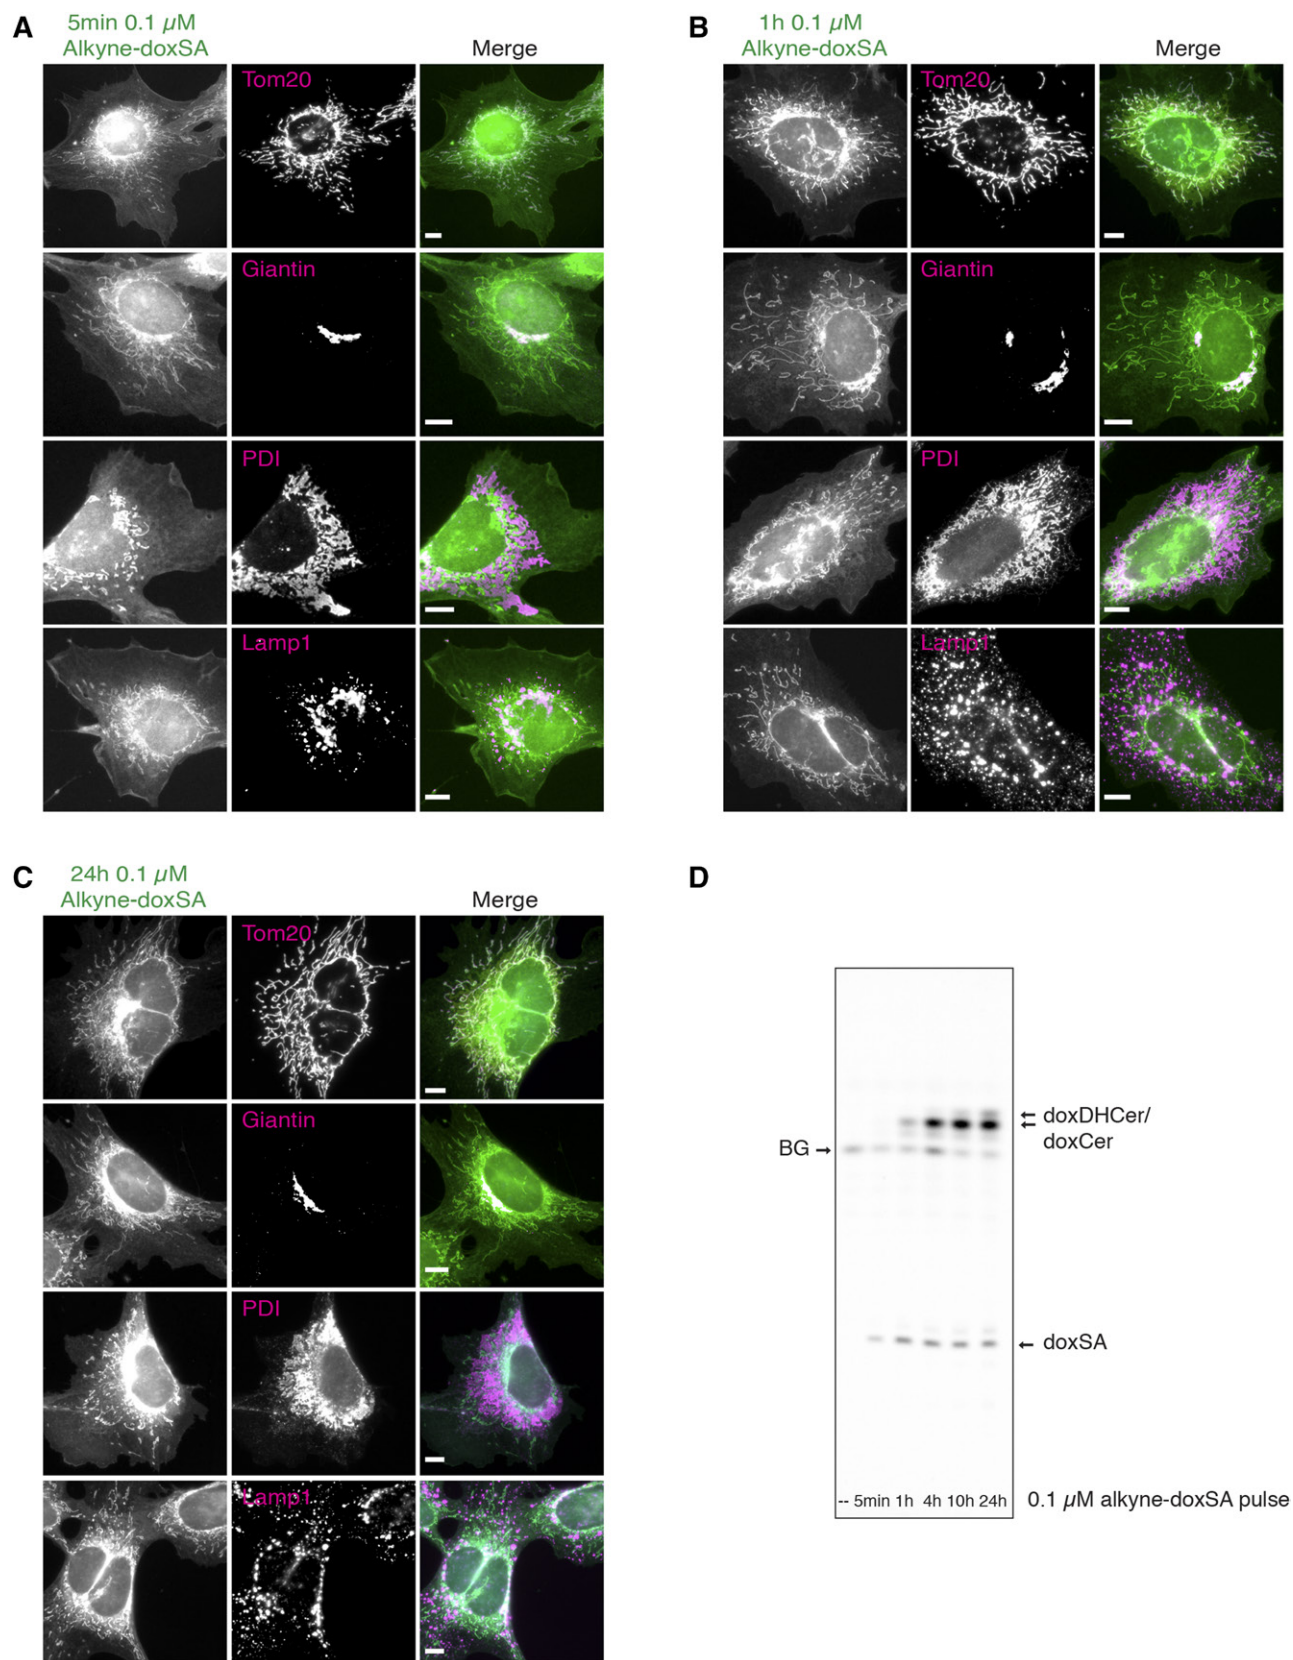 A
5min 0.1 µM
Alkyne-doxSA
Merge
Tom20
Giantin
PDI
Lamp1
B
1h 0.1 µM
Alkyne-doxSA
Merge
Tom20
Giantin
PDI
Lamp1
C
24h 0.1 µM
Alkyne-doxSA
Merge
Tom20
Giantin
PDI
Lamp1
D
doxDHCer/
doxCer
BG
doxSA
-- 5min 1h 4h 10h 24h
0.1 µM alkyne-doxSA pulse